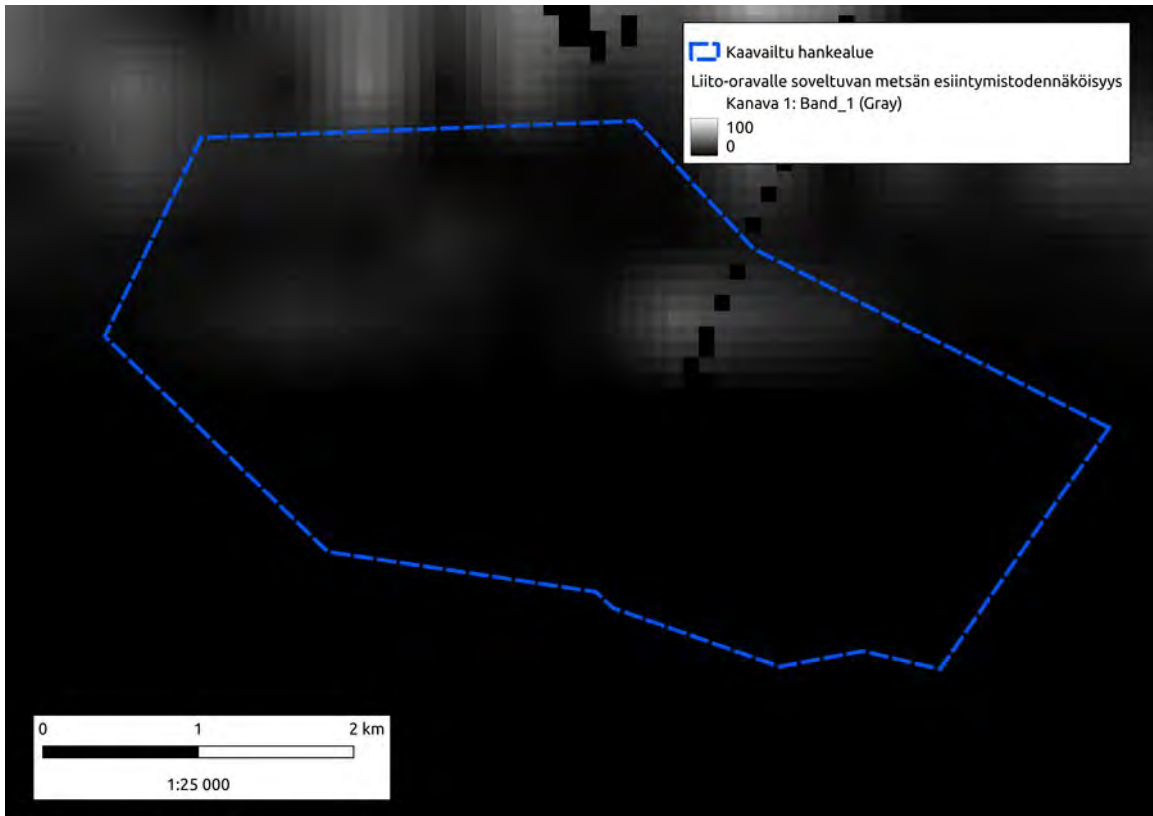 Kaavailtu hankealue
Liito-oravalle soveltuvan metsän esiintymistodennäköisyys
Kanava 1: Band_1 (Gray)
100
0
0 1 2 km
1:25 000